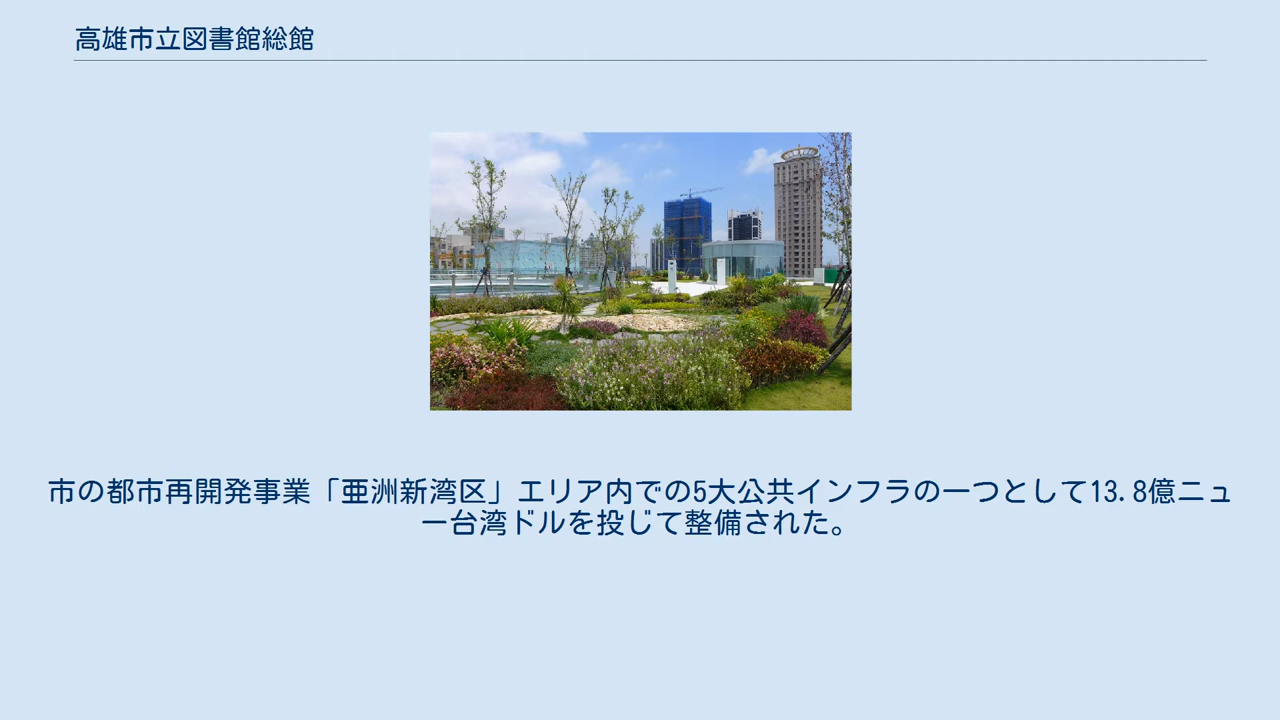 高雄市立図書館総館
市の都市再開発事業「亜洲新湾区」エリア内での5大公共インフラの一つとして13.8億ニュ
ー台湾ドルを投じて整備された。